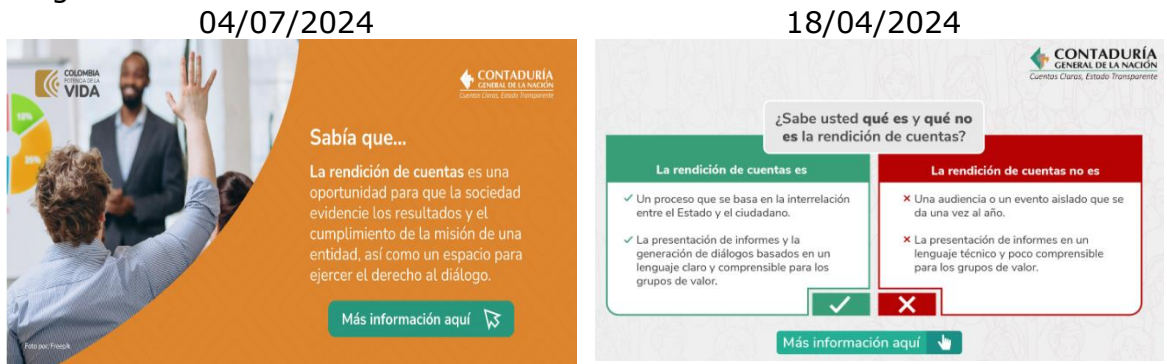 04/07/2024
COLOMBIA
POTENCIA DE LA
VIDA
CONTADURÍA
GENERAL DE LA NACIÓN
Cuentas Claras, Estado Transparente
10%
20%
Sabía que...
La rendición de cuentas es una
oportunidad para que la sociedad
evidencie los resultados y el
cumplimiento de la misión de una
entidad, así como un espacio para
ejercer el derecho al diálogo.
Más información aquí
Foto por: Freepik
18/04/2024
CONTADURÍA
GENERAL DE LA NACIÓN
Cuentas Claras, Estado Transparente
¿Sabe usted qué es y qué no
es la rendición de cuentas?
La rendición de cuentas es
✓ Un proceso que se basa en la interrelación
entre el Estado y el ciudadano.
✓ La presentación de informes y la
generación de diálogos basados en un
lenguaje claro y comprensible para los
grupos de valor.
La rendición de cuentas no es
✕ Una audiencia o un evento aislado que se
da una vez al año.
✕ La presentación de informes en un
lenguaje técnico y poco comprensible
para los grupos de valor.
Más información aquí